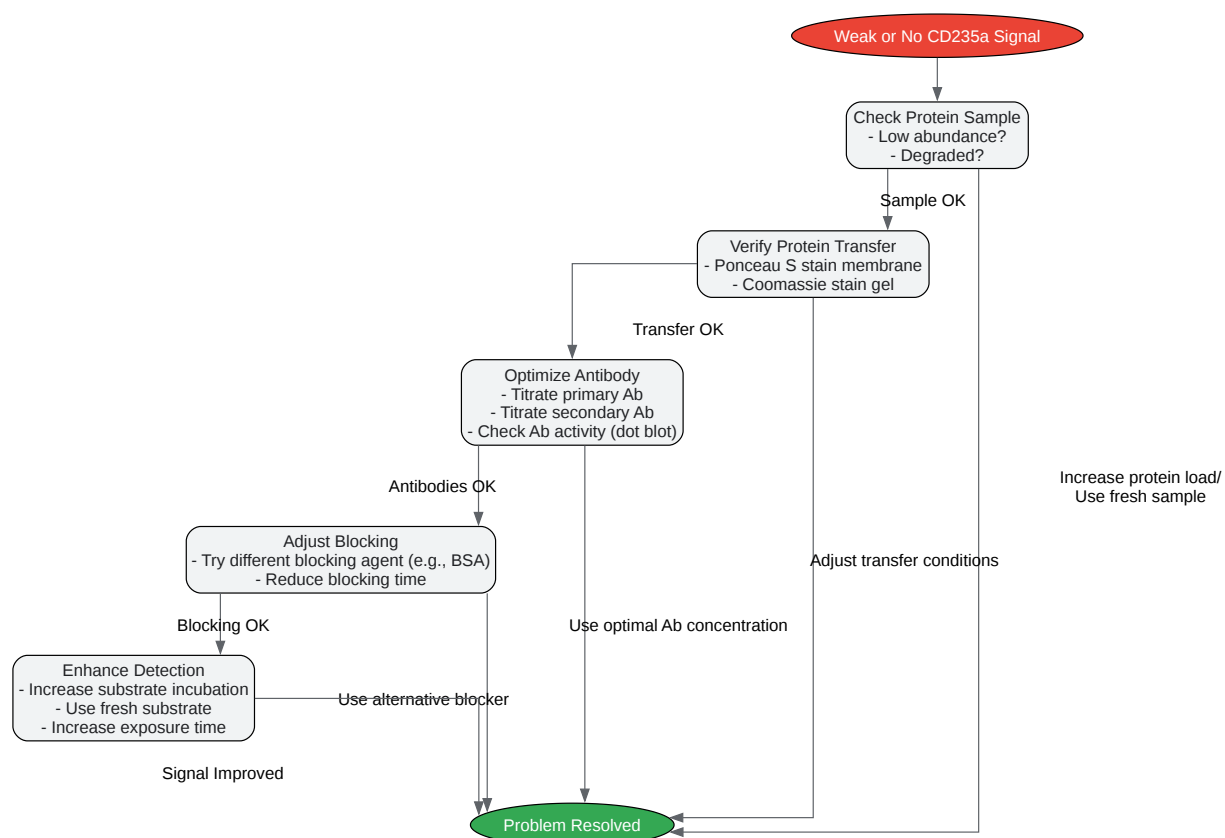 Weak or No CD235a Signal
Check Protein Sample
- Low abundance?
- Degraded?
Sample OK
Verify Protein Transfer
- Ponceau S stain membrane
- Coomassie stain gel
Transfer OK
Optimize Antibody
- Titrate primary Ab
- Titrate secondary Ab
- Check Ab activity (dot blot)
Increase protein load/
Use fresh sample
Antibodies OK
Adjust Blocking
- Try different blocking agent (e.g., BSA)
- Reduce blocking time
Adjust transfer conditions
Blocking OK
Use optimal Ab concentration
Enhance Detection
- Increase substrate incubation
- Use fresh substrate
- Increase exposure time
Use alternative blocker
Signal Improved
Problem Resolved